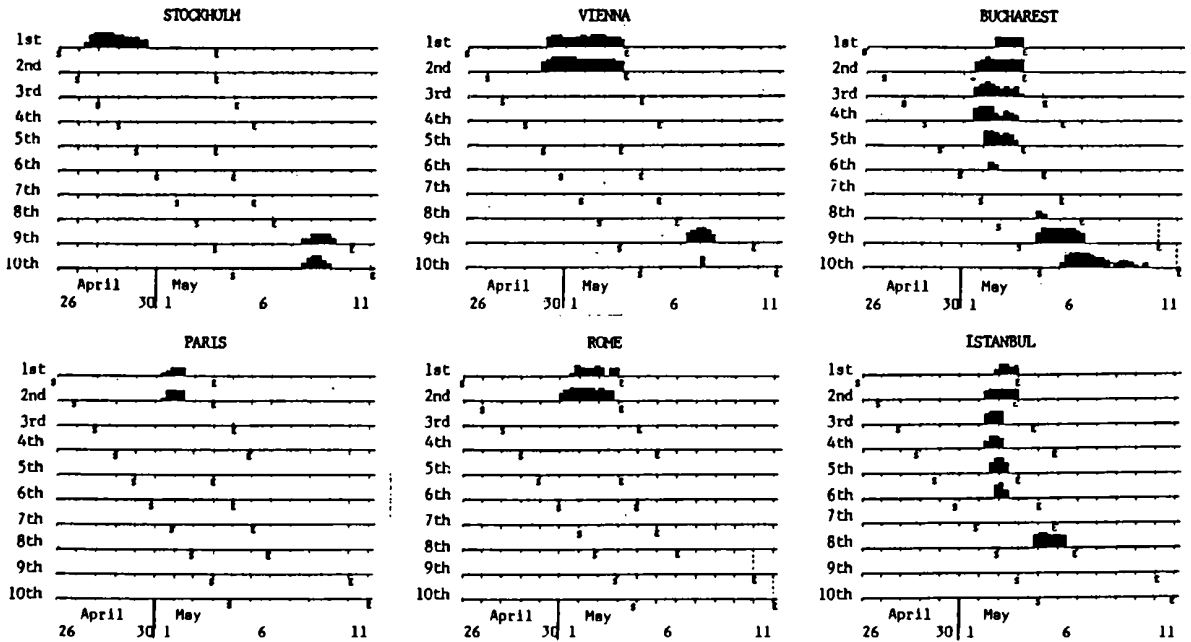 STOCKHOLM
1st
2nd
3rd
4th
5th
6th
7th
8th
9th
10th
April May
26 30 1 6 11
VIENNA
1st
2nd
3rd
4th
5th
6th
7th
8th
9th
10th
April May
26 30 1 6 11
BUCHAREST
1st
2nd
3rd
4th
5th
6th
7th
8th
9th
10th
April May
26 30 1 6 11
PARIS
1st
2nd
3rd
4th
5th
6th
7th
8th
9th
10th
April May
26 30 1 6 11
ROME
1st
2nd
3rd
4th
5th
6th
7th
8th
9th
10th
April May
26 30 1 6 11
ISTANBUL
1st
2nd
3rd
4th
5th
6th
7th
8th
9th
10th
April May
26 30 1 6 11